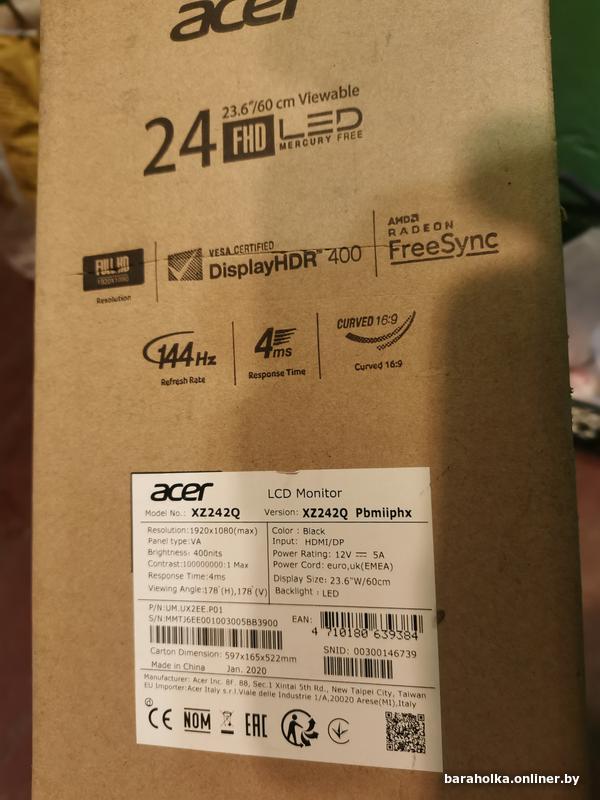 acer
23.6"/60 cm Viewable
24 FHD LED
MERCURY FREE
AMD
RADEON
FreeSync
VESA CERTIFIED
DisplayHDR™ 400
FULL HD
1920X1080
Resolution
144Hz
Refresh Rate
4ms
Response Time
CURVED 16:9
Curved 16:9
acer LCD Monitor
Model No.: XZ242Q Version: XZ242Q Pbmiiphx
Resolution:1920x1080(max)
Panel type:VA
Brightness: 400nits
Contrast:100000000:1 Max
Response Time:4ms
Viewing Angle:178°(H),178°(V)
Color : Black
Input: HDMI/DP
Power Rating: 12V 5A
Power Cord: euro,uk(EMEA)
Display Size: 23.6"W/60cm
Backlight : LED
P/N:UM.UX2EE.P01
S/N:MMTJ6EE001003005BB3900
EAN:
4 710180 639384
Carton Dimension: 597x165x522mm
SNID: 00300146739
Made in China Jan. 2020
Manufacturer: Acer Inc. 8F, 88, Sec.1 Xintai 5th Rd., New Taipei City, Taiwan
EU Importer:Acer Italy s.r.l.Viale delle Industrie 1/A,20020 Arese(MI),Italy
CE NOM EAC
baraholka.onliner.by